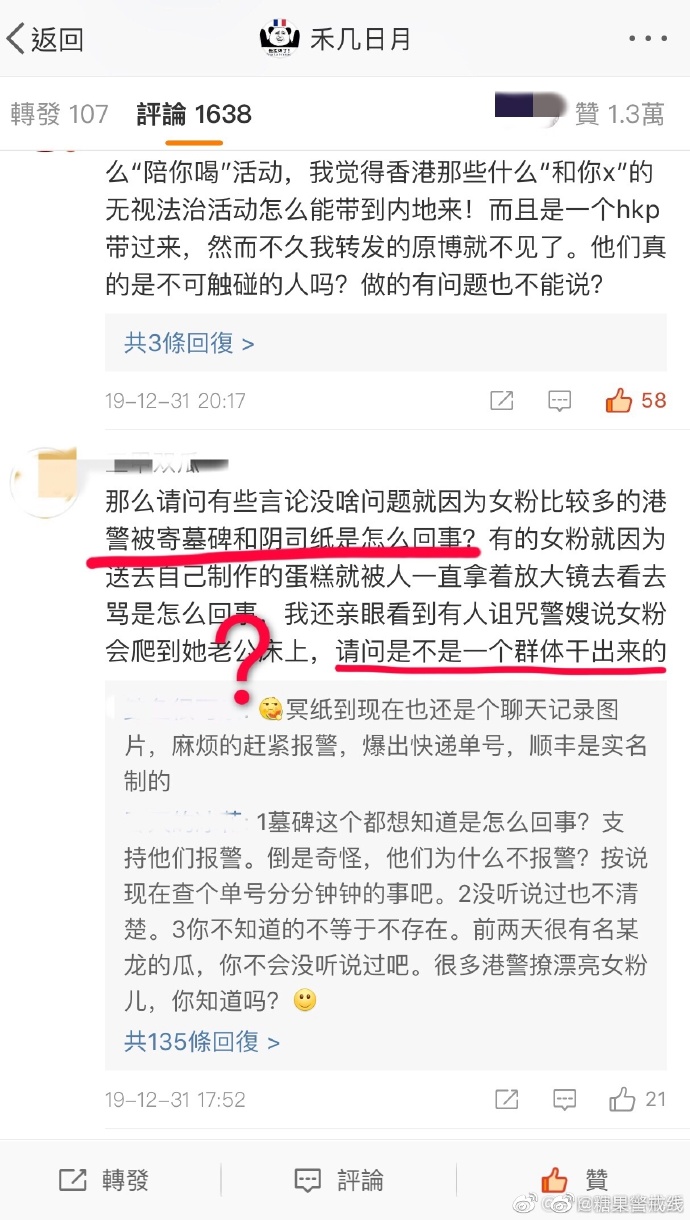 返回
禾几日月
轉發 107
評論 1638
贊 1.3萬
么“陪你喝”活动，我觉得香港那些什么“和你x”的
无视法治活动怎么能带到内地来！而且是一个hkp
带过来，然而不久我转发的原博就不见了。他们真
的是不可触碰的人吗？做的有问题也不能说？
共3條回復 >
19-12-31 20:17
58
那么请问有些言论没啥问题就因为女粉比较多的港
警被寄墓碑和阴司纸是怎么回事？有的女粉就因为
送去自己制作的蛋糕就被人一直拿着放大镜去看去
骂是怎么回事，我还亲眼看到有人诅咒警嫂说女粉
会爬到她老公床上，请问是不是一个群体干出来的
?
冥纸到现在也还是个聊天记录图
片，麻烦的赶紧报警，爆出快递单号，顺丰是实名
制的
: 1墓碑这个都想知道是怎么回事？支
持他们报警。倒是奇怪，他们为什么不报警？按说
现在查个单号分分钟钟的事吧。2没听说过也不清
楚。3你不知道的不等于不存在。前两天很有名某
龙的瓜，你不会没听说过吧。很多港警撩漂亮女粉
儿，你知道吗？
共135條回復 >
19-12-31 17:52
21
轉發
評論
贊
@糖果警戒线